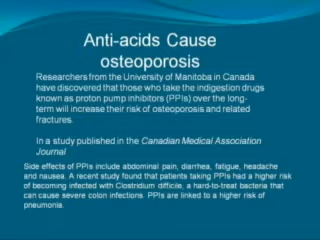 Anti-acids Cause
osteoporosis
Researchers from the University of Manitoba in Canada
have discovered that those who take the indigestion drugs
known as proton pump inhibitors (PPIs) over the long-
term will increase their risk of osteoporosis and related
fractures.
In a study published in the Canadian Medical Association
Journal
Side effects of PPIs include abdominal pain, diarrhea, fatigue, headache
and nausea. A recent study found that patients taking PPIs had a higher risk
of becoming infected with Clostridium difficile, a hard-to-treat bacteria that
can cause severe colon infections. PPIs are linked to a higher risk of
pneumonia.